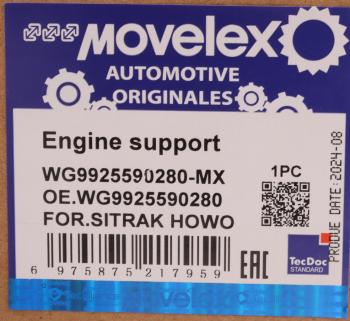 MOVELEX
AUTOMOTIVE
ORIGINALES
Engine support
WG9925590280-MX
OE.WG9925590280
FOR.SITRAK HOWO
1PC
PRODUE DATE: 2024-08
6 975875 217959
EAC
TecDoc
STANDARD